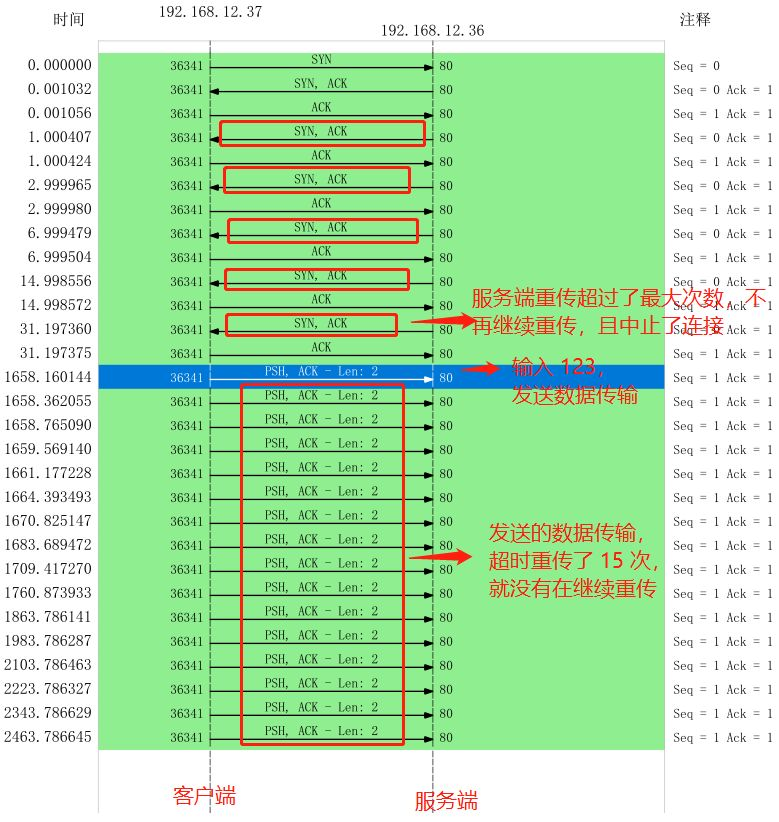 时间
192.168.12.37
192.168.12.36
注释
0.000000 36341 SYN 80 Seq = 0
0.001032 36341 SYN, ACK 80 Seq = 0 Ack = 1
0.001056 36341 ACK 80 Seq = 1 Ack = 1
1.000407 36341 SYN, ACK 80 Seq = 0 Ack = 1
1.000424 36341 ACK 80 Seq = 1 Ack = 1
2.999965 36341 SYN, ACK 80 Seq = 0 Ack = 1
2.999980 36341 ACK 80 Seq = 1 Ack = 1
6.999479 36341 SYN, ACK 80 Seq = 0 Ack = 1
6.999504 36341 ACK 80 Seq = 1 Ack = 1
14.998556 36341 SYN, ACK 80 Seq = 0 Ack = 1
14.998572 36341 ACK 80 Seq = 1 Ack = 1
服务端重传超过了最大次数，不
再继续重传，且中止了连接
31.197360 36341 SYN, ACK 80 Seq = 0 Ack = 1
31.197375 36341 ACK 80 Seq = 1 Ack = 1
1658.160144 36341 PSH, ACK - Len: 2 80 Seq = 1 Ack = 1
输入 123，
发送数据传输
1658.362055 36341 PSH, ACK - Len: 2 80 Seq = 1 Ack = 1
1658.765090 36341 PSH, ACK - Len: 2 80 Seq = 1 Ack = 1
1659.569140 36341 PSH, ACK - Len: 2 80 Seq = 1 Ack = 1
1661.177228 36341 PSH, ACK - Len: 2 80 Seq = 1 Ack = 1
1664.393493 36341 PSH, ACK - Len: 2 80 Seq = 1 Ack = 1
1670.825147 36341 PSH, ACK - Len: 2 80 Seq = 1 Ack = 1
1683.689472 36341 PSH, ACK - Len: 2 80 Seq = 1 Ack = 1
1709.417270 36341 PSH, ACK - Len: 2 80 Seq = 1 Ack = 1
发送的数据传输，
超时重传了 15 次，
就没有在继续重传
1760.873933 36341 PSH, ACK - Len: 2 80 Seq = 1 Ack = 1
1863.786141 36341 PSH, ACK - Len: 2 80 Seq = 1 Ack = 1
1983.786287 36341 PSH, ACK - Len: 2 80 Seq = 1 Ack = 1
2103.786463 36341 PSH, ACK - Len: 2 80 Seq = 1 Ack = 1
2223.786327 36341 PSH, ACK - Len: 2 80 Seq = 1 Ack = 1
2343.786629 36341 PSH, ACK - Len: 2 80 Seq = 1 Ack = 1
2463.786645 36341 PSH, ACK - Len: 2 80 Seq = 1 Ack = 1
客户端
服务端